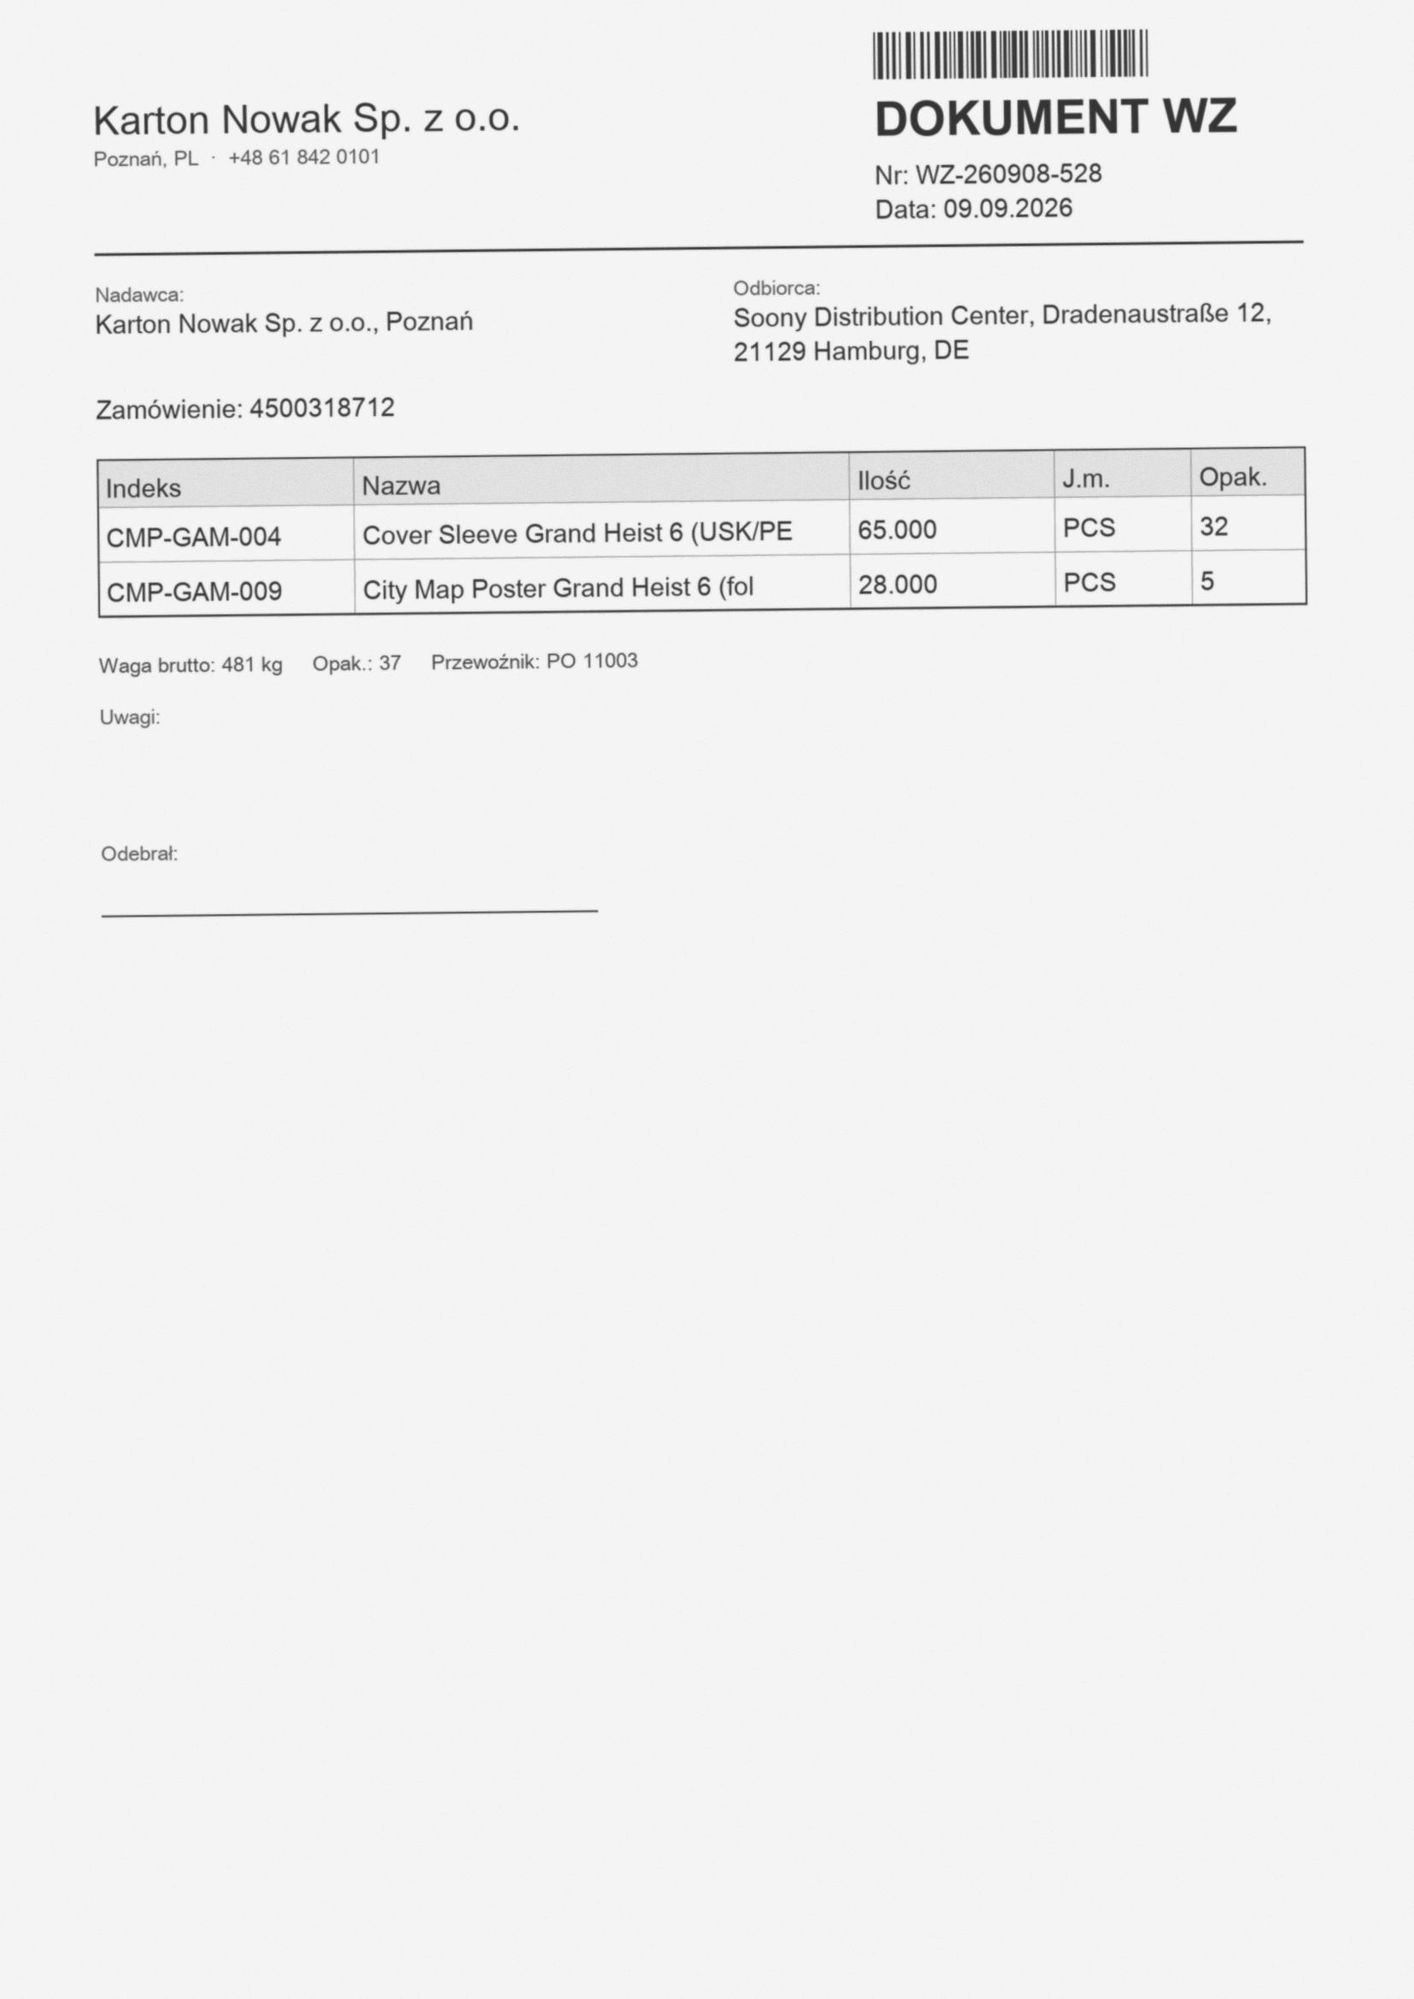 Karton Nowak Sp. z o.o.
Poznań, PL · +48 61 842 0101
DOKUMENT WZ
Nr: WZ-260908-528
Data: 09.09.2026
Nadawca:
Karton Nowak Sp. z o.o., Poznań
Odbiorca:
Soony Distribution Center, Dradenaustraße 12,
21129 Hamburg, DE
Zamówienie: 4500318712
Indeks Nazwa Ilość J.m. Opak.
CMP-GAM-004 Cover Sleeve Grand Heist 6 (USK/PE 65.000 PCS 32
CMP-GAM-009 City Map Poster Grand Heist 6 (fol 28.000 PCS 5
Waga brutto: 481 kg Opak.: 37 Przewoźnik: PO 11003
Uwagi:
Odebrał: